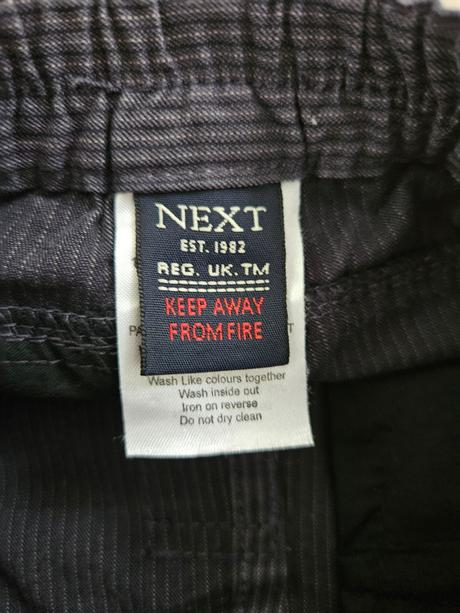 NEXT
EST. 1982
REG. UK. TM
KEEP AWAY
FROM FIRE
Wash Like colours together
Wash inside out
Iron on reverse
Do not dry clean